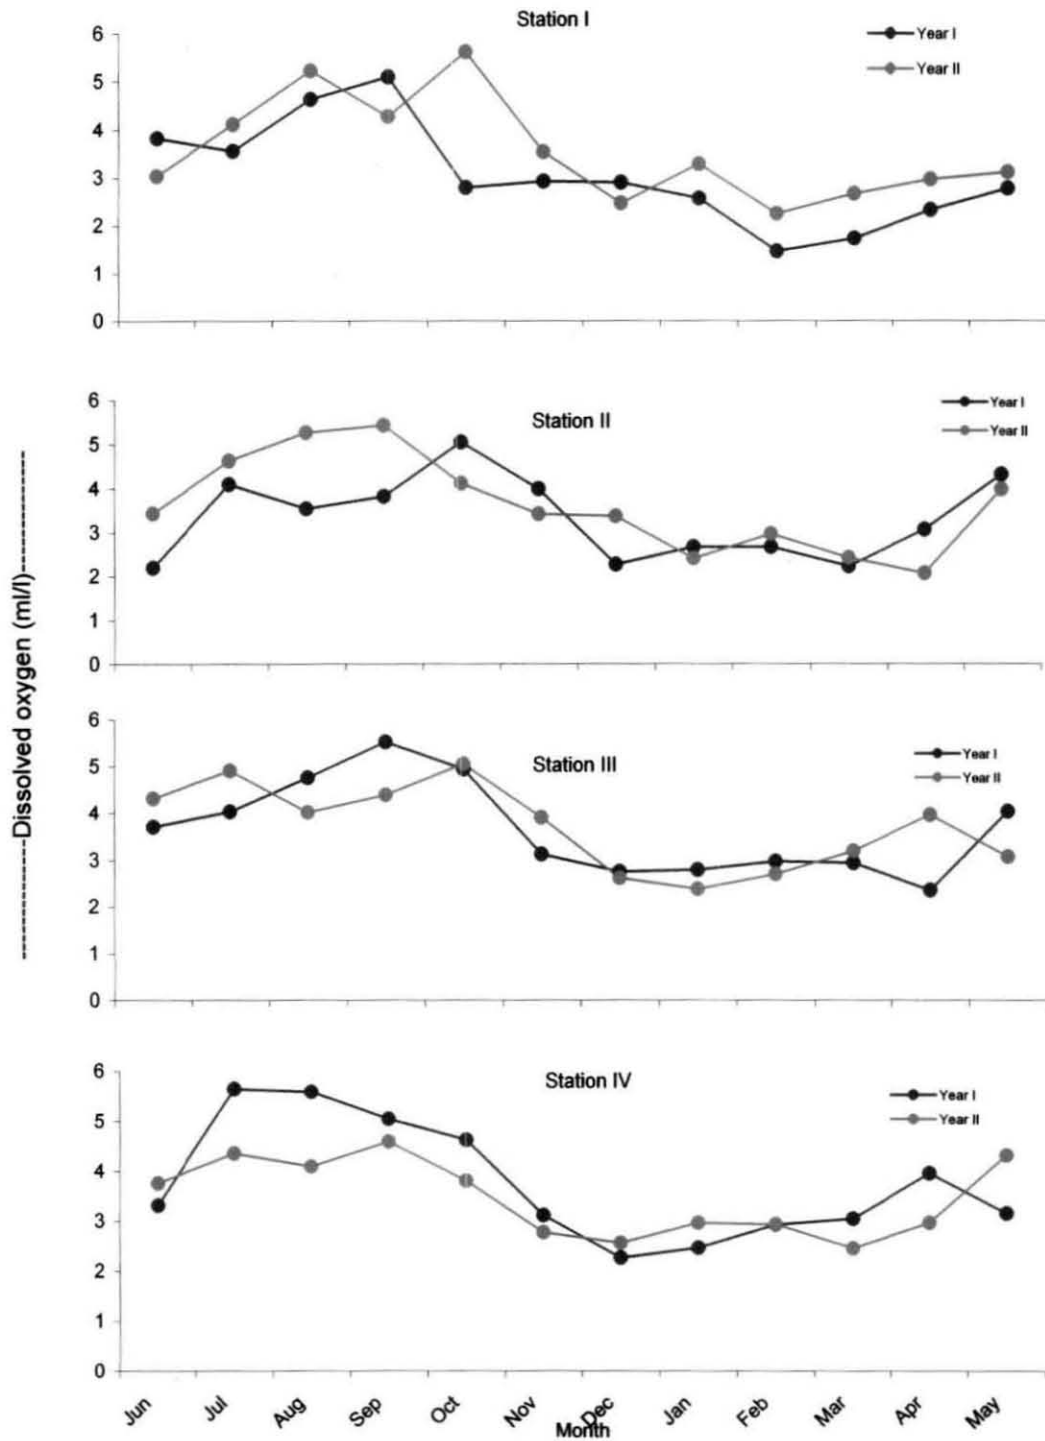 Station I
Year I
Year II
6
5
4
3
2
1
0
Station II
Year I
Year II
6
5
4
3
2
1
0
Station III
Year I
Year II
6
5
4
3
2
1
0
Station IV
Year I
Year II
6
5
4
3
2
1
0
Jun Jul Aug Sep Oct Nov Dec Jan Feb Mar Apr May
Month
--------Dissolved oxygen (ml/l)--------